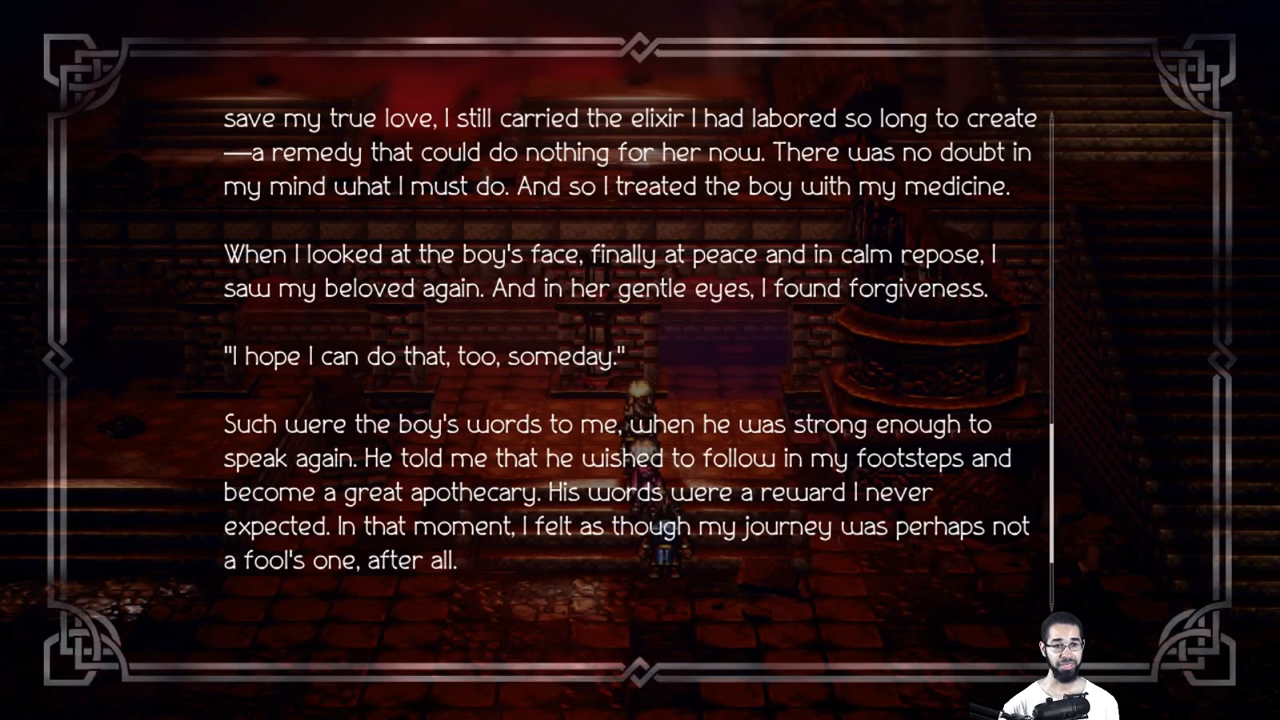 save my true love, I still carried the elixir I had labored so long to create
—a remedy that could do nothing for her now. There was no doubt in
my mind what I must do. And so I treated the boy with my medicine.
When I looked at the boy's face, finally at peace and in calm repose, I
saw my beloved again. And in her gentle eyes, I found forgiveness.
"I hope I can do that, too, someday."
Such were the boy's words to me, when he was strong enough to
speak again. He told me that he wished to follow in my footsteps and
become a great apothecary. His words were a reward I never
expected. In that moment, I felt as though my journey was perhaps not
a fool's one, after all.